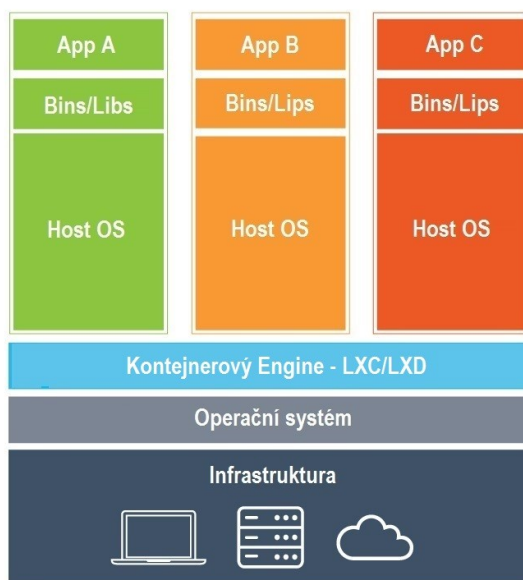 App A
App B
App C
Bins/Libs
Bins/Lips
Bins/Lips
Host OS
Host OS
Host OS
Kontejnerový Engine - LXC/LXD
Operační systém
Infrastruktura